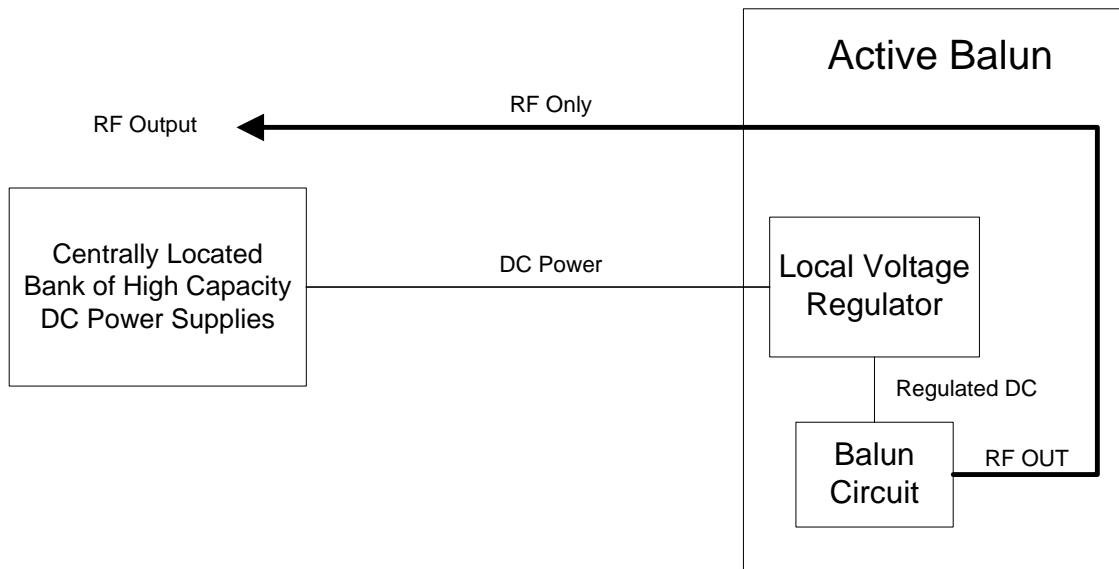 Active Balun
RF Only
RF Output
Centrally Located
Bank of High Capacity
DC Power Supplies
DC Power
Local Voltage
Regulator
Regulated DC
Balun
Circuit
RF OUT